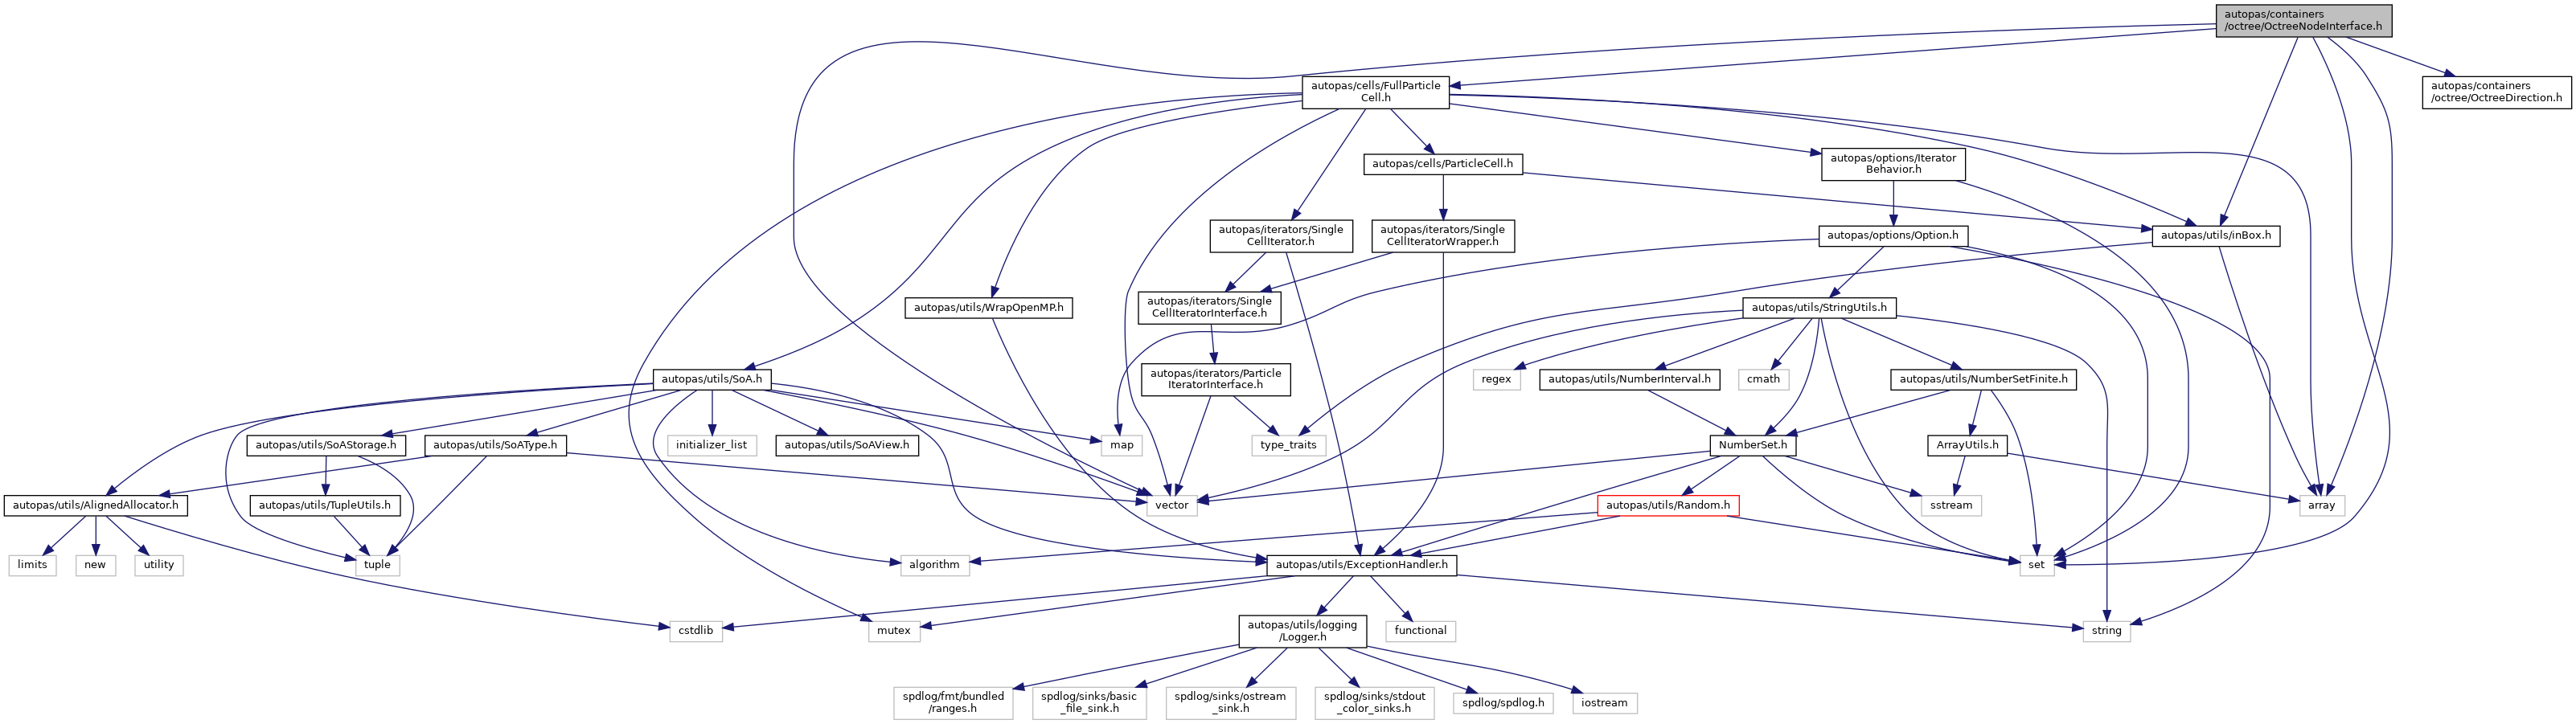 autopas/containers
/octree/OctreeNodeInterface.h
autopas/cells/FullParticle
Cell.h
autopas/containers
/octree/OctreeDirection.h
autopas/cells/ParticleCell.h
autopas/options/Iterator
Behavior.h
autopas/iterators/Single
CellIterator.h
autopas/iterators/Single
CellIteratorWrapper.h
autopas/options/Option.h
autopas/utils/inBox.h
autopas/utils/WrapOpenMP.h
autopas/iterators/Single
CellIteratorInterface.h
autopas/utils/StringUtils.h
autopas/utils/SoA.h
autopas/iterators/Particle
IteratorInterface.h
regex
autopas/utils/NumberInterval.h
cmath
autopas/utils/NumberSetFinite.h
autopas/utils/SoAStorage.h
autopas/utils/SoAType.h
initializer_list
autopas/utils/SoAView.h
map
type_traits
NumberSet.h
ArrayUtils.h
autopas/utils/AlignedAllocator.h
autopas/utils/TupleUtils.h
vector
autopas/utils/Random.h
sstream
array
limits
new
utility
tuple
algorithm
autopas/utils/ExceptionHandler.h
set
cstdlib
mutex
autopas/utils/logging
/Logger.h
functional
string
spdlog/fmt/bundled
/ranges.h
spdlog/sinks/basic
_file_sink.h
spdlog/sinks/ostream
_sink.h
spdlog/sinks/stdout
_color_sinks.h
spdlog/spdlog.h
iostream